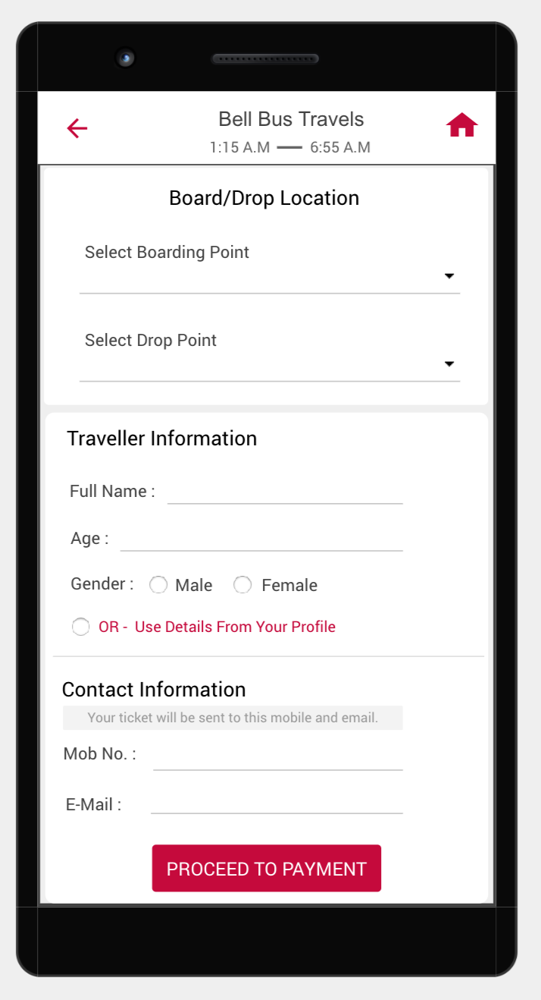 Bell Bus Travels
1:15 A.M — 6:55 A.M
Board/Drop Location
Select Boarding Point
Select Drop Point
Traveller Information
Full Name :
Age :
Gender : Male Female
OR - Use Details From Your Profile
Contact Information
Your ticket will be sent to this mobile and email.
Mob No. :
E-Mail :
PROCEED TO PAYMENT